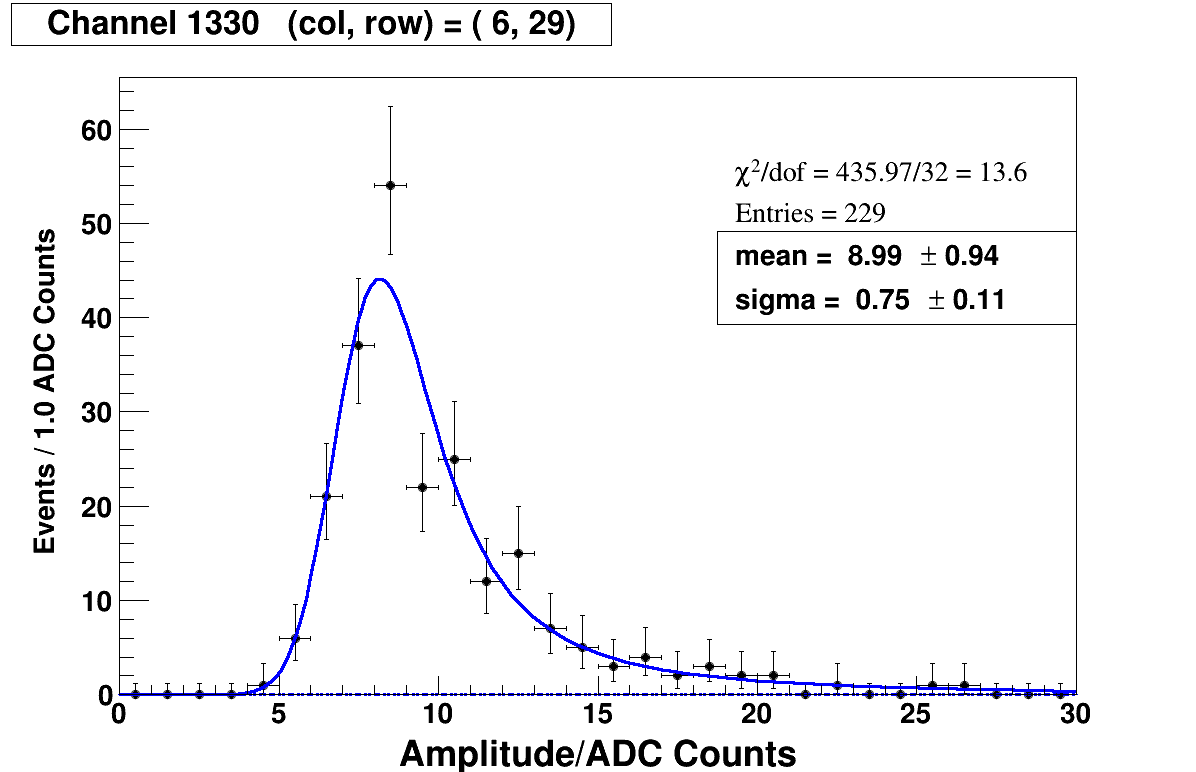 Channel 1330 (col, row) = ( 6, 29)
χ²/dof = 435.97/32 = 13.6
Entries = 229
mean = 8.99 ± 0.94
sigma = 0.75 ± 0.11
Events / 1.0 ADC Counts
60
50
40
30
20
10
0
0 5 10 15 20 25 30
Amplitude/ADC Counts